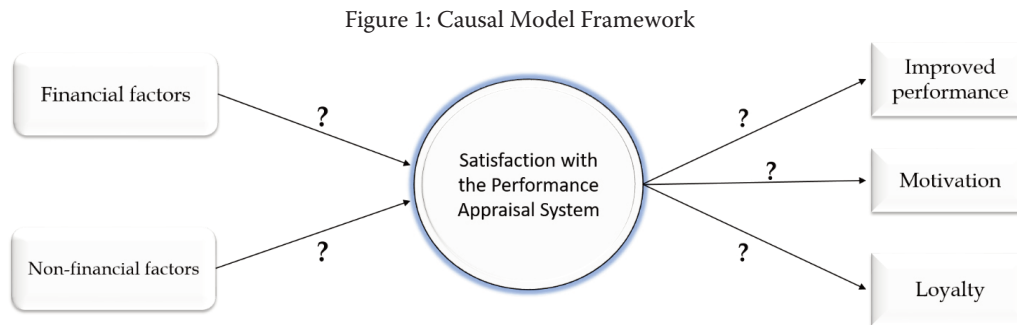 Figure 1: Causal Model Framework
Financial factors
?
Non-financial factors
?
Satisfaction with
the Performance
Appraisal System
?
Improved
performance
?
Motivation
?
Loyalty